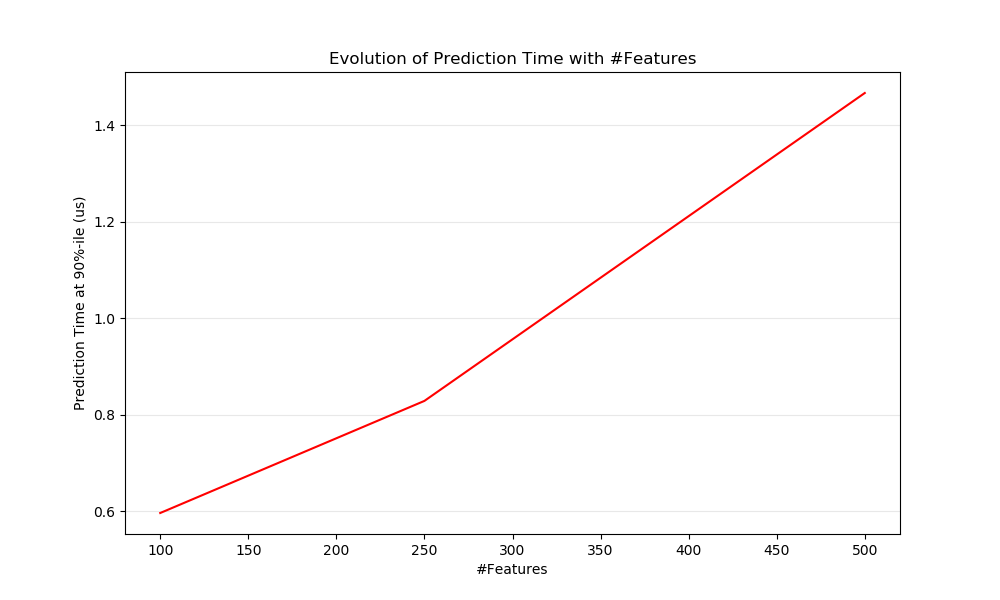 Evolution of Prediction Time with #Features
Prediction Time at 90%-ile (us)
1.4
1.2
1.0
0.8
0.6
100 150 200 250 300 350 400 450 500
#Features